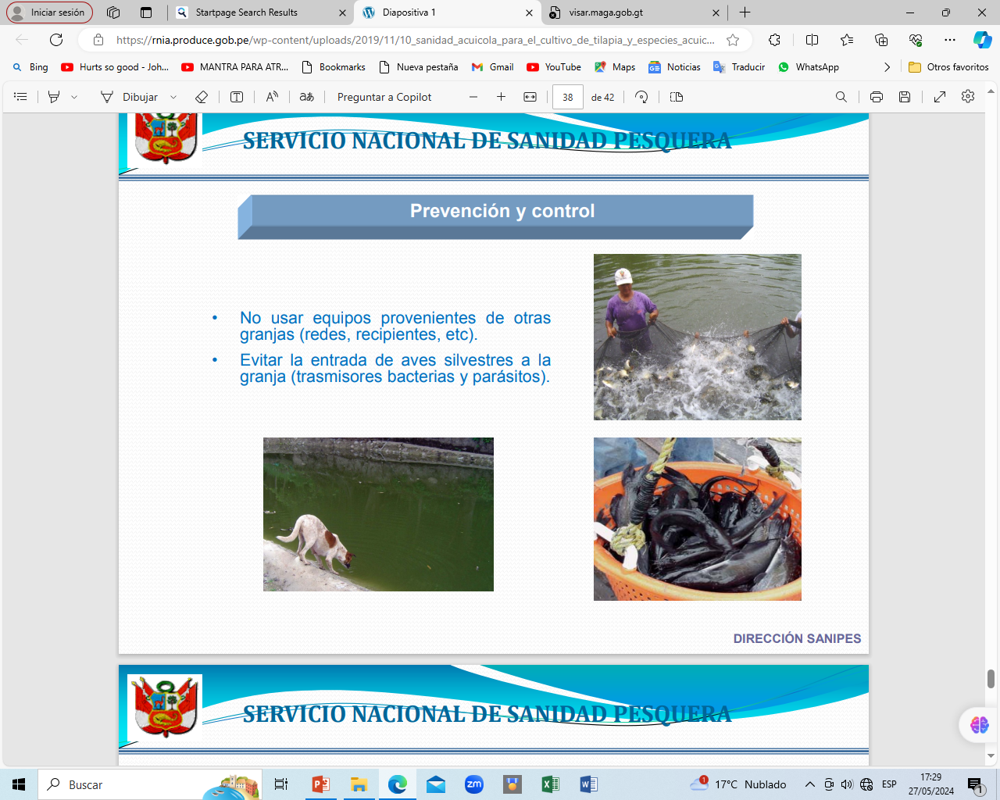 Iniciar sesión
Startpage Search Results
Diapositiva 1
visar.maga.gob.gt
https://rnia.produce.gob.pe/wp-content/uploads/2019/11/10_sanidad_acuicola_para_el_cultivo_de_tilapia_y_especies_acuic...
Bing
Hurts so good - Joh...
MANTRA PARA ATR...
Bookmarks
Nueva pestaña
Gmail
YouTube
Maps
Noticias
Traducir
WhatsApp
Otros favoritos
Dibujar
Preguntar a Copilot
38
de 42
SERVICIO NACIONAL DE SANIDAD PESQUERA
Prevención y control
• No usar equipos provenientes de otras
granjas (redes, recipientes, etc).
• Evitar la entrada de aves silvestres a la
granja (trasmisores bacterias y parásitos).
DIRECCIÓN SANIPES
SERVICIO NACIONAL DE SANIDAD PESQUERA
Buscar
17°C Nublado
ESP
17:29
27/05/2024